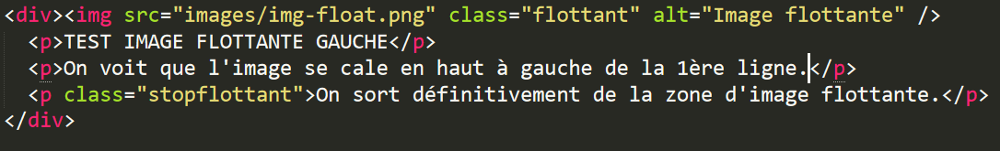 <div><img src="images/img-float.png" class="flottant" alt="Image flottante" />
<p>TEST IMAGE FLOTTANTE GAUCHE</p>
<p>On voit que l'image se cale en haut à gauche de la 1ère ligne.</p>
<p class="stopflottant">On sort définitivement de la zone d'image flottante.</p>
</div>